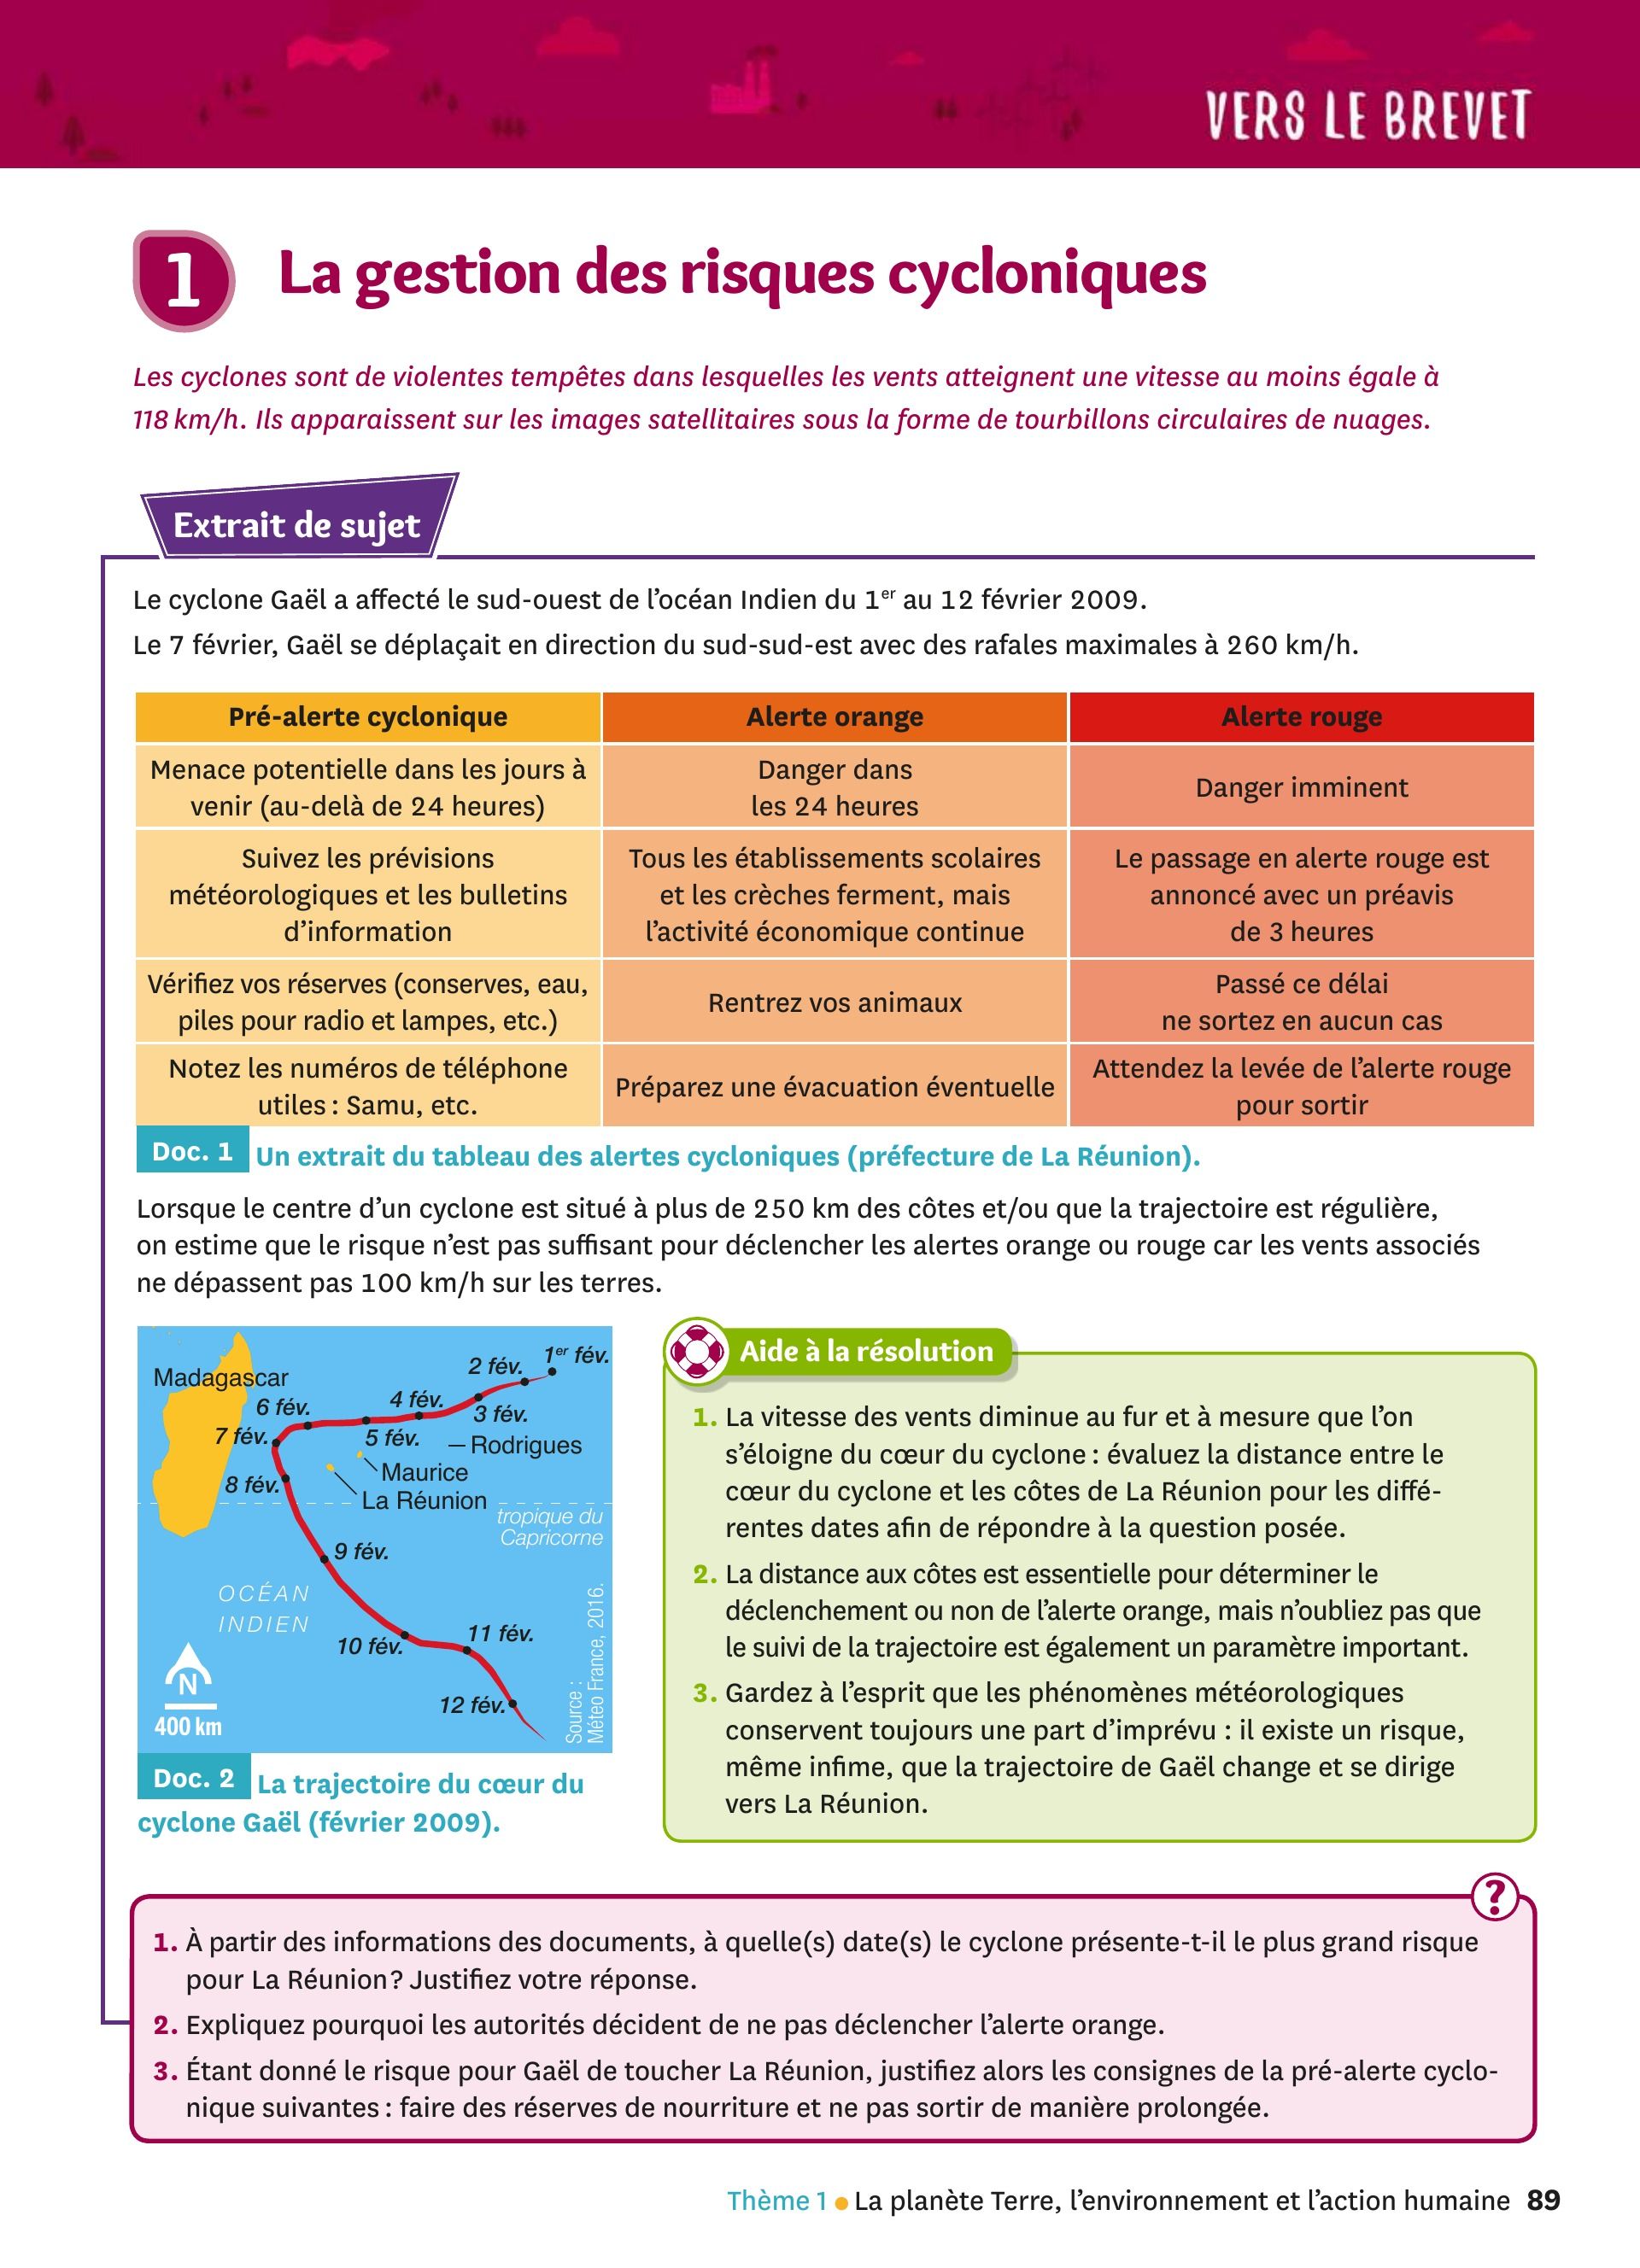 VERS LE BREVET
1 La gestion des risques cycloniques
Les cyclones sont de violentes tempêtes dans lesquelles les vents atteignent une vitesse au moins égale à
118 km/h. Ils apparaissent sur les images satellitaires sous la forme de tourbillons circulaires de nuages.
Extrait de sujet
Le cyclone Gaël a affecté le sud-ouest de l’océan Indien du 1er au 12 février 2009.
Le 7 février, Gaël se déplaçait en direction du sud-sud-est avec des rafales maximales à 260 km/h.
Pré-alerte cyclonique
Alerte orange
Alerte rouge
Menace potentielle dans les jours à
venir (au-delà de 24 heures)
Danger dans
les 24 heures
Danger imminent
Suivez les prévisions
météorologiques et les bulletins
d’information
Tous les établissements scolaires
et les crèches ferment, mais
l’activité économique continue
Le passage en alerte rouge est
annoncé avec un préavis
de 3 heures
Vérifiez vos réserves (conserves, eau,
piles pour radio et lampes, etc.)
Rentrez vos animaux
Passé ce délai
ne sortez en aucun cas
Notez les numéros de téléphone
utiles : Samu, etc.
Préparez une évacuation éventuelle
Attendez la levée de l’alerte rouge
pour sortir
Doc. 1 Un extrait du tableau des alertes cycloniques (préfecture de La Réunion).
Lorsque le centre d’un cyclone est situé à plus de 250 km des côtes et/ou que la trajectoire est régulière,
on estime que le risque n’est pas suffisant pour déclencher les alertes orange ou rouge car les vents associés
ne dépassent pas 100 km/h sur les terres.
1er fév.
2 fév.
Madagascar
4 fév.
6 fév.
3 fév.
7 fév.
5 fév.
Rodrigues
Maurice
8 fév.
La Réunion
tropique du
Capricorne
9 fév.
OCÉAN
INDIEN
11 fév.
10 fév.
N
12 fév.
400 km
Source :
Méteo France, 2016.
Doc. 2 La trajectoire du cœur du
cyclone Gaël (février 2009).
Aide à la résolution
1. La vitesse des vents diminue au fur et à mesure que l’on
s’éloigne du cœur du cyclone : évaluez la distance entre le
cœur du cyclone et les côtes de La Réunion pour les diffé-
rentes dates afin de répondre à la question posée.
2. La distance aux côtes est essentielle pour déterminer le
déclenchement ou non de l’alerte orange, mais n’oubliez pas que
le suivi de la trajectoire est également un paramètre important.
3. Gardez à l’esprit que les phénomènes météorologiques
conservent toujours une part d’imprévu : il existe un risque,
même infime, que la trajectoire de Gaël change et se dirige
vers La Réunion.
?
1. À partir des informations des documents, à quelle(s) date(s) le cyclone présente-t-il le plus grand risque
pour La Réunion ? Justifiez votre réponse.
2. Expliquez pourquoi les autorités décident de ne pas déclencher l’alerte orange.
3. Étant donné le risque pour Gaël de toucher La Réunion, justifiez alors les consignes de la pré-alerte cyclo-
nique suivantes : faire des réserves de nourriture et ne pas sortir de manière prolongée.
Thème 1 ● La planète Terre, l’environnement et l’action humaine 89